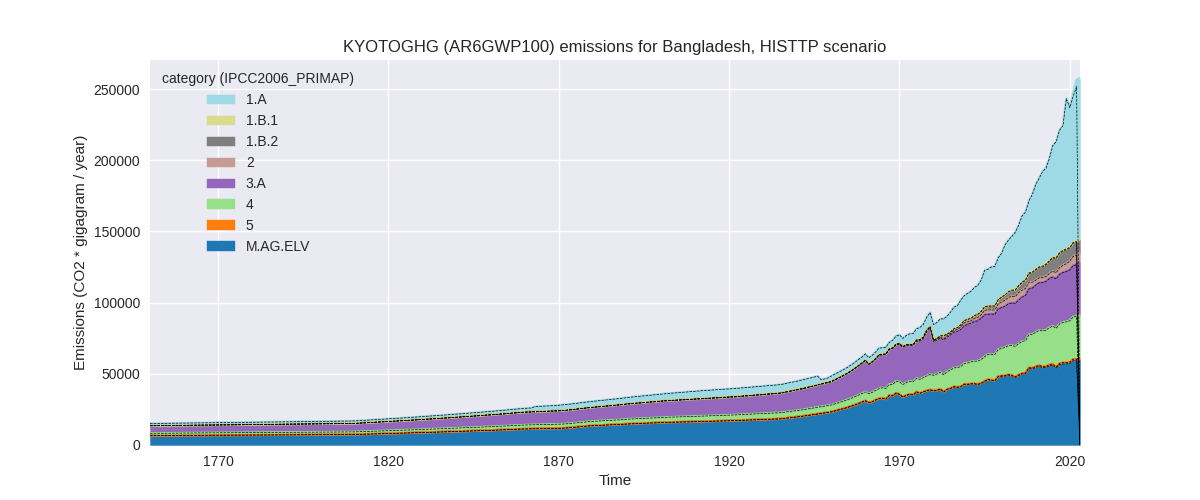 KYOTOGHG (AR6GWP100) emissions for Bangladesh, HISTTP scenario
category (IPCC2006_PRIMAP)
1.A
1.B.1
1.B.2
2
3.A
4
5
M.AG.ELV
Emissions (CO2 * gigagram / year)
250000
200000
150000
100000
50000
0
1770
1820
1870
1920
1970
2020
Time